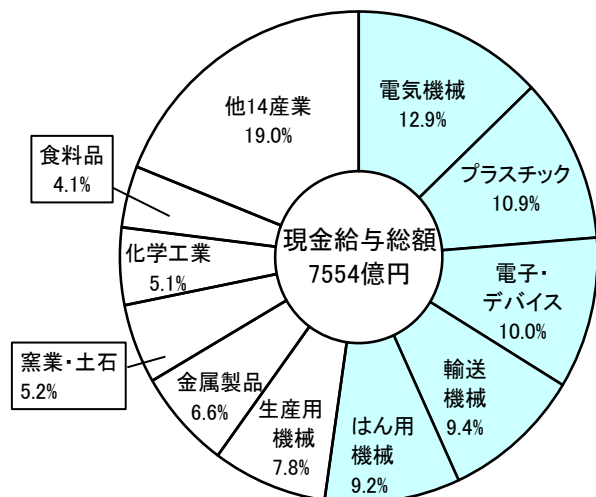 現金給与総額
7554億円
電気機械
12.9%
プラスチック
10.9%
電子・
デバイス
10.0%
輸送
機械
9.4%
はん用
機械
9.2%
生産用
機械
7.8%
金属製品
6.6%
窯業・土石
5.2%
化学工業
5.1%
食料品
4.1%
他14産業
19.0%